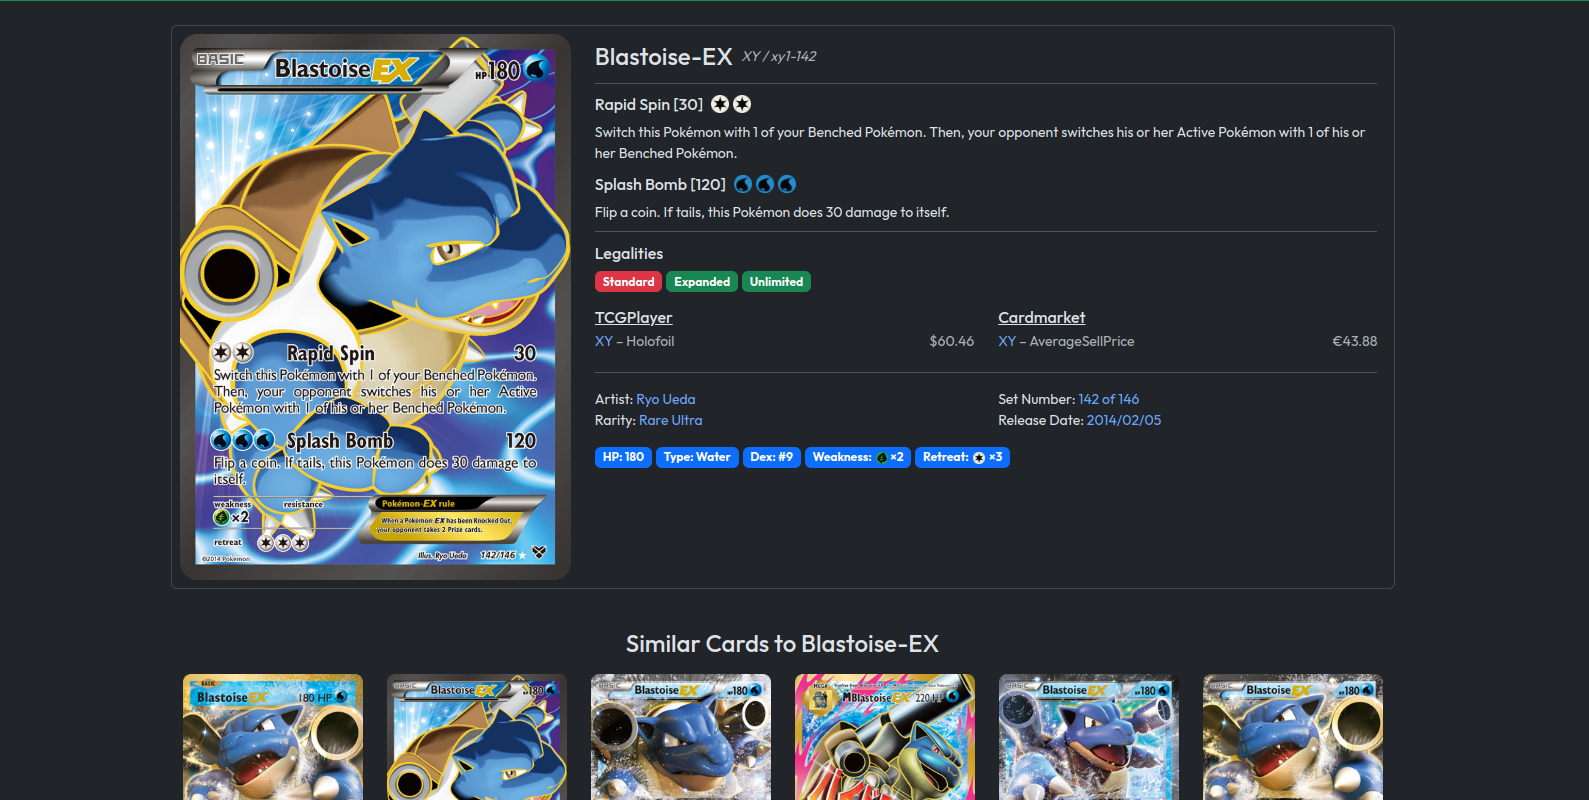 BASIC
Blastoise EX
HP 180
Rapid Spin 30
Switch this Pokémon with 1 of your Benched Pokémon.
Then, your opponent switches his or her Active
Pokémon with 1 of his or her Benched Pokémon.
Splash Bomb 120
Flip a coin. If tails, this Pokémon does 30 damage to
itself.
weakness resistance
×2
Pokémon-EX rule
When a Pokémon-EX has been Knocked Out,
your opponent takes 2 Prize cards.
retreat
©2014 Pokémon
Illus. Ryo Ueda 142/146
Blastoise-EX XY / xy1-142
Rapid Spin [30]
Switch this Pokémon with 1 of your Benched Pokémon. Then, your opponent switches his or her Active Pokémon with 1 of his or
her Benched Pokémon.
Splash Bomb [120]
Flip a coin. If tails, this Pokémon does 30 damage to itself.
Legalities
Standard Expanded Unlimited
TCGPlayer
XY – Holofoil $60.46
Cardmarket
XY – AverageSellPrice €43.88
Artist: Ryo Ueda
Rarity: Rare Ultra
Set Number: 142 of 146
Release Date: 2014/02/05
HP: 180 Type: Water Dex: #9 Weakness: ×2 Retreat: ×3
Similar Cards to Blastoise-EX
BASIC
Blastoise EX 180 HP
Blastoise EX 180
BASIC
Blastoise EX 180
MEGA
M Blastoise EX 220 HP
BASIC
Blastoise EX 180
BASIC
Blastoise EX 180